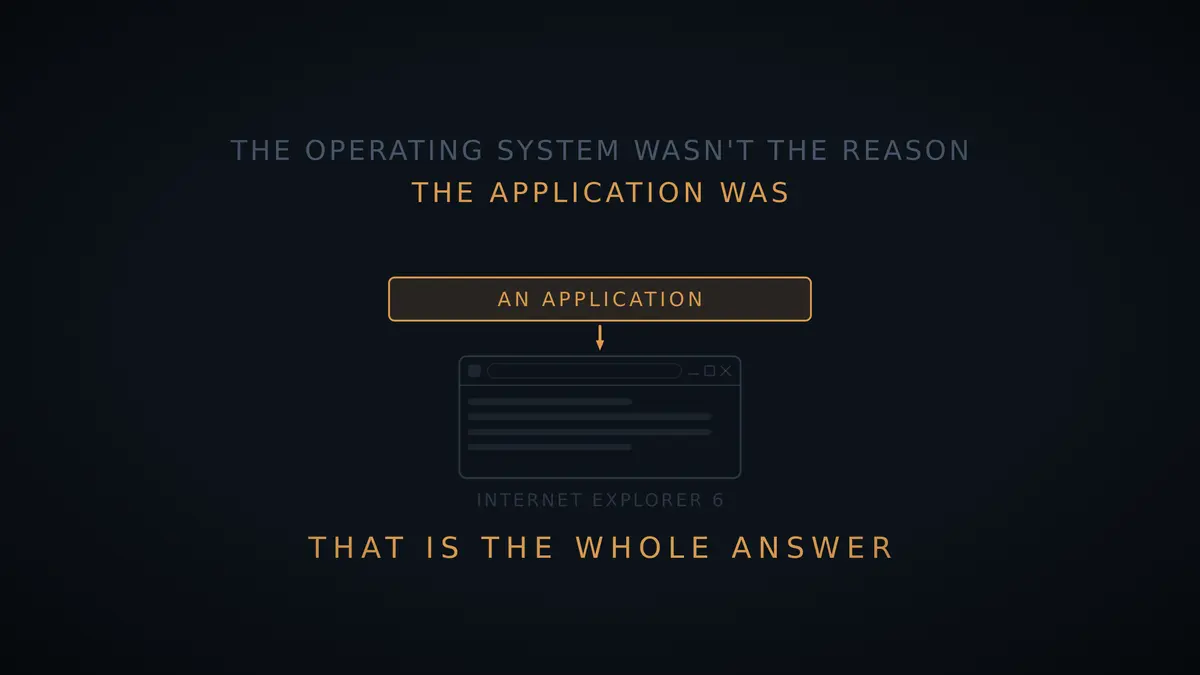 THE OPERATING SYSTEM WASN'T THE REASON
THE APPLICATION WAS
AN APPLICATION
INTERNET EXPLORER 6
THAT IS THE WHOLE ANSWER